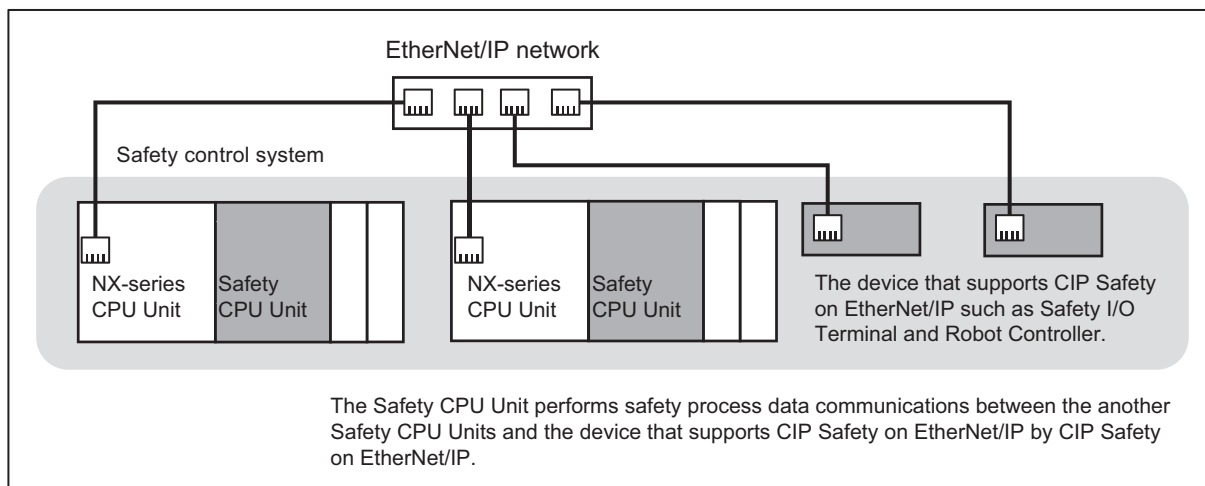 EtherNet/IP network
Safety control system
NX-series
CPU Unit
Safety
CPU Unit
NX-series
CPU Unit
Safety
CPU Unit
The device that supports CIP Safety
on EtherNet/IP such as Safety I/O
Terminal and Robot Controller.
The Safety CPU Unit performs safety process data communications between the another
Safety CPU Units and the device that supports CIP Safety on EtherNet/IP by CIP Safety
on EtherNet/IP.